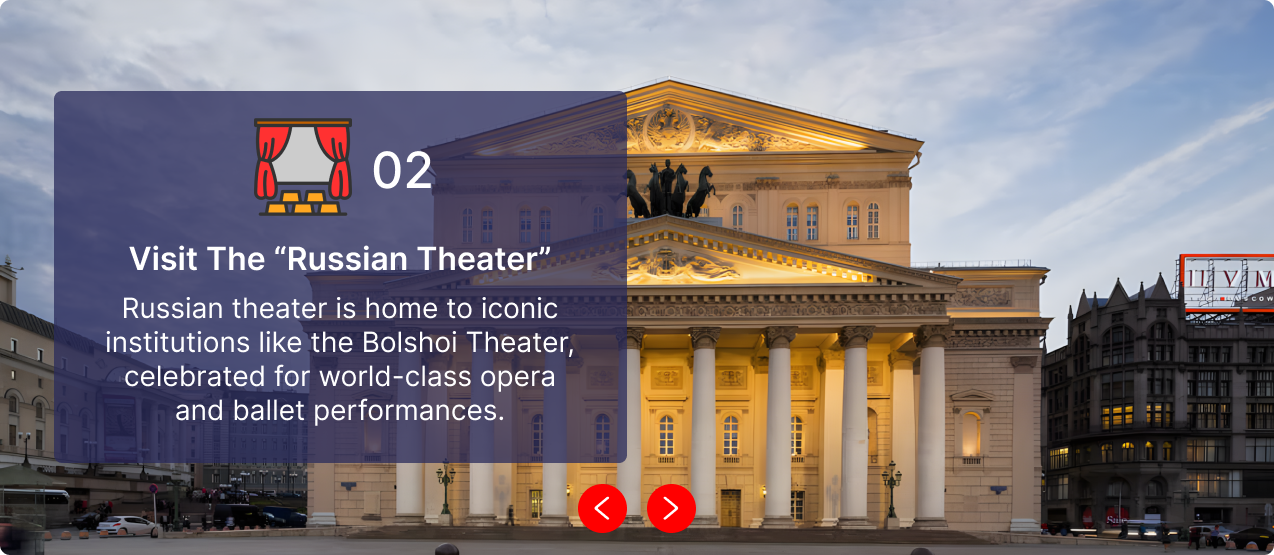 02
Visit The “Russian Theater”
Russian theater is home to iconic
institutions like the Bolshoi Theater,
celebrated for world-class opera
and ballet performances.